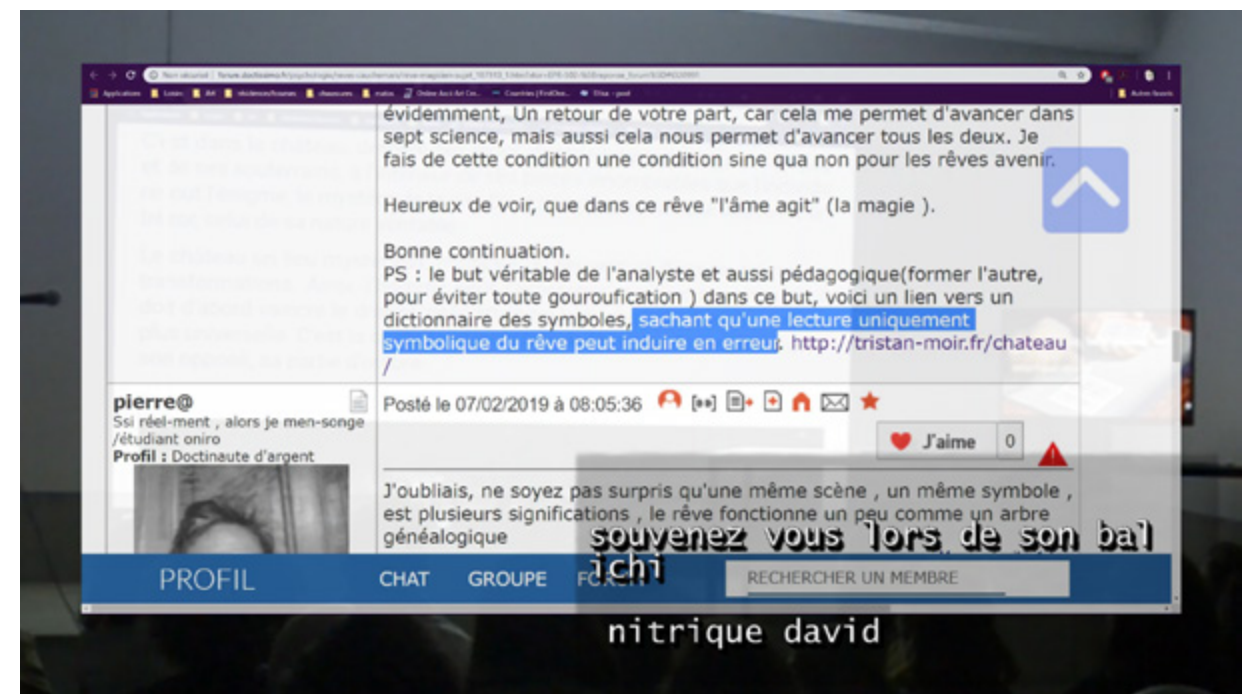 Non sécurisé
Applications
évidemment, Un retour de votre part, car cela me permet d'avancer dans
sept science, mais aussi cela nous permet d'avancer tous les deux. Je
fais de cette condition une condition sine qua non pour les rêves avenir.
Heureux de voir, que dans ce rêve "l'âme agit" (la magie ).
Bonne continuation.
PS : le but véritable de l'analyste et aussi pédagogique(former l'autre,
pour éviter toute gouroufication ) dans ce but, voici un lien vers un
dictionnaire des symboles, sachant qu'une lecture uniquement
symbolique du rêve peut induire en erreur. http://tristan-moir.fr/chateau
/
pierre@
Ssi réel-ment , alors je men-songe
/étudiant oniro
Profil : Doctinaute d'argent
Posté le 07/02/2019 à 08:05:36
J'aime 0
J'oubliais, ne soyez pas surpris qu'une même scène , un même symbole ,
est plusieurs significations , le rêve fonctionne un peu comme un arbre
généalogique
souvenez vous lors de son bal
ichi
PROFIL CHAT GROUPE RECHERCHER UN MEMBRE
nitrique david